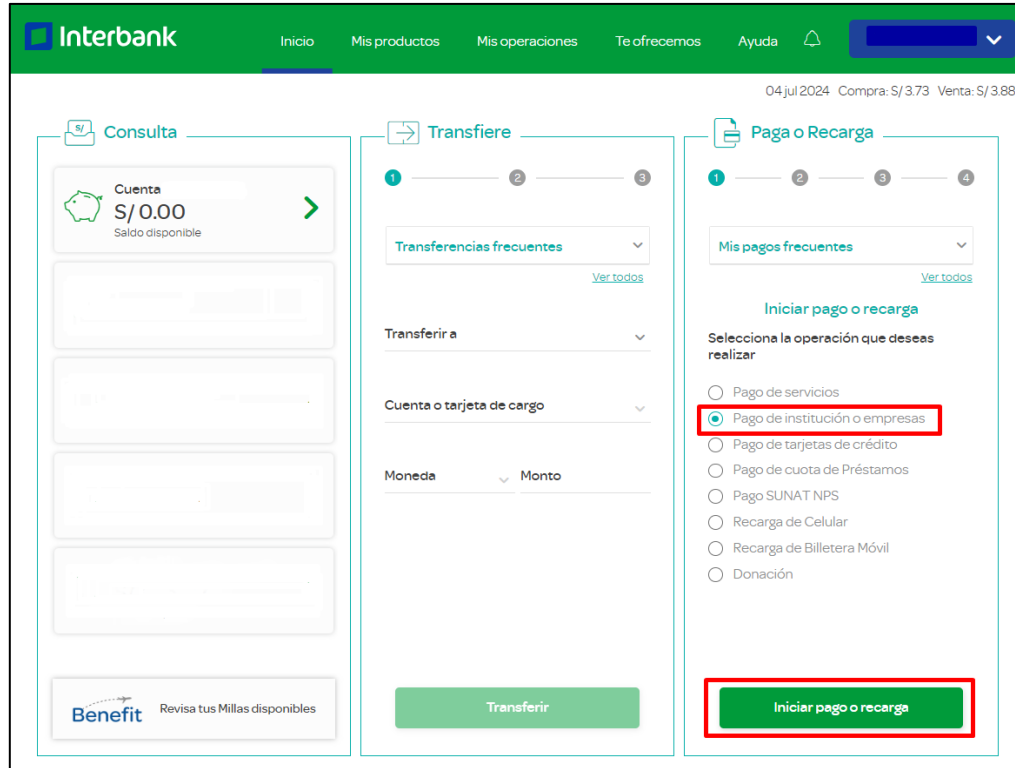 Interbank
Inicio
Mis productos
Mis operaciones
Te ofrecemos
Ayuda
04 jul 2024 Compra: S/ 3.73 Venta: S/ 3.88
S/ Consulta
Cuenta
S/ 0.00
Saldo disponible
Benefit
Revisa tus Millas disponibles
Transfiere
1 2 3
Transferencias frecuentes
Ver todos
Transferir a
Cuenta o tarjeta de cargo
Moneda Monto
Transferir
Paga o Recarga
1 2 3 4
Mis pagos frecuentes
Ver todos
Iniciar pago o recarga
Selecciona la operación que deseas
realizar
Pago de servicios
Pago de institución o empresas
Pago de tarjetas de crédito
Pago de cuota de Préstamos
Pago SUNAT NPS
Recarga de Celular
Recarga de Billetera Móvil
Donación
Iniciar pago o recarga